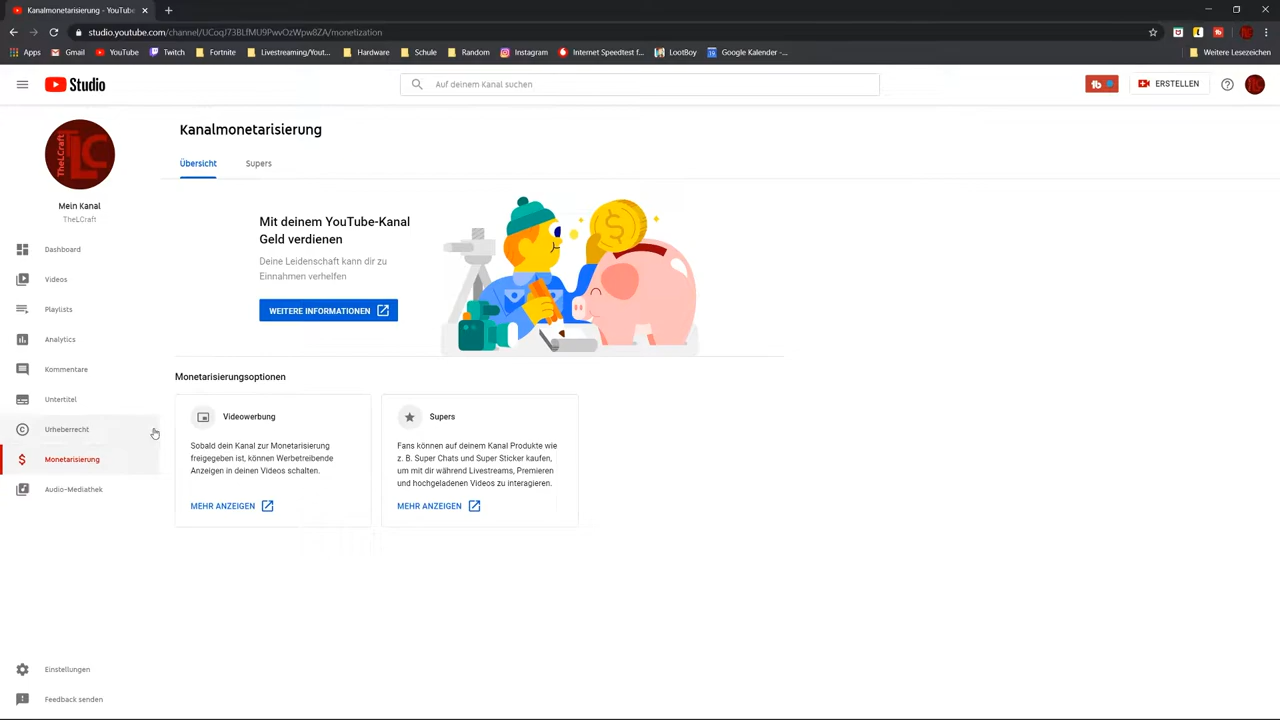 Kanalmonetarisierung - YouTube
studio.youtube.com/channel/UCoqJ73BLfMU9PwvOzWpw8ZA/monetization
Apps Gmail YouTube Twitch Fortnite Livestreaming/Yout... Hardware Schule Random Instagram Internet Speedtest f... LootBoy Google Kalender -... Weitere Lesezeichen
Studio
Auf deinem Kanal suchen
ERSTELLEN
Kanalmonetarisierung
Übersicht Supers
TheLCraft
LC
Mein Kanal
TheLCraft
Dashboard
Videos
Playlists
Analytics
Kommentare
Untertitel
Urheberrecht
Monetarisierung
Audio-Mediathek
Einstellungen
Feedback senden
Mit deinem YouTube-Kanal
Geld verdienen
Deine Leidenschaft kann dir zu
Einnahmen verhelfen
WEITERE INFORMATIONEN
Monetarisierungsoptionen
Videowerbung
Sobald dein Kanal zur Monetarisierung
freigegeben ist, können Werbetreibende
Anzeigen in deinen Videos schalten.
MEHR ANZEIGEN
Supers
Fans können auf deinem Kanal Produkte wie
z. B. Super Chats und Super Sticker kaufen,
um mit dir während Livestreams, Premieren
und hochgeladenen Videos zu interagieren.
MEHR ANZEIGEN